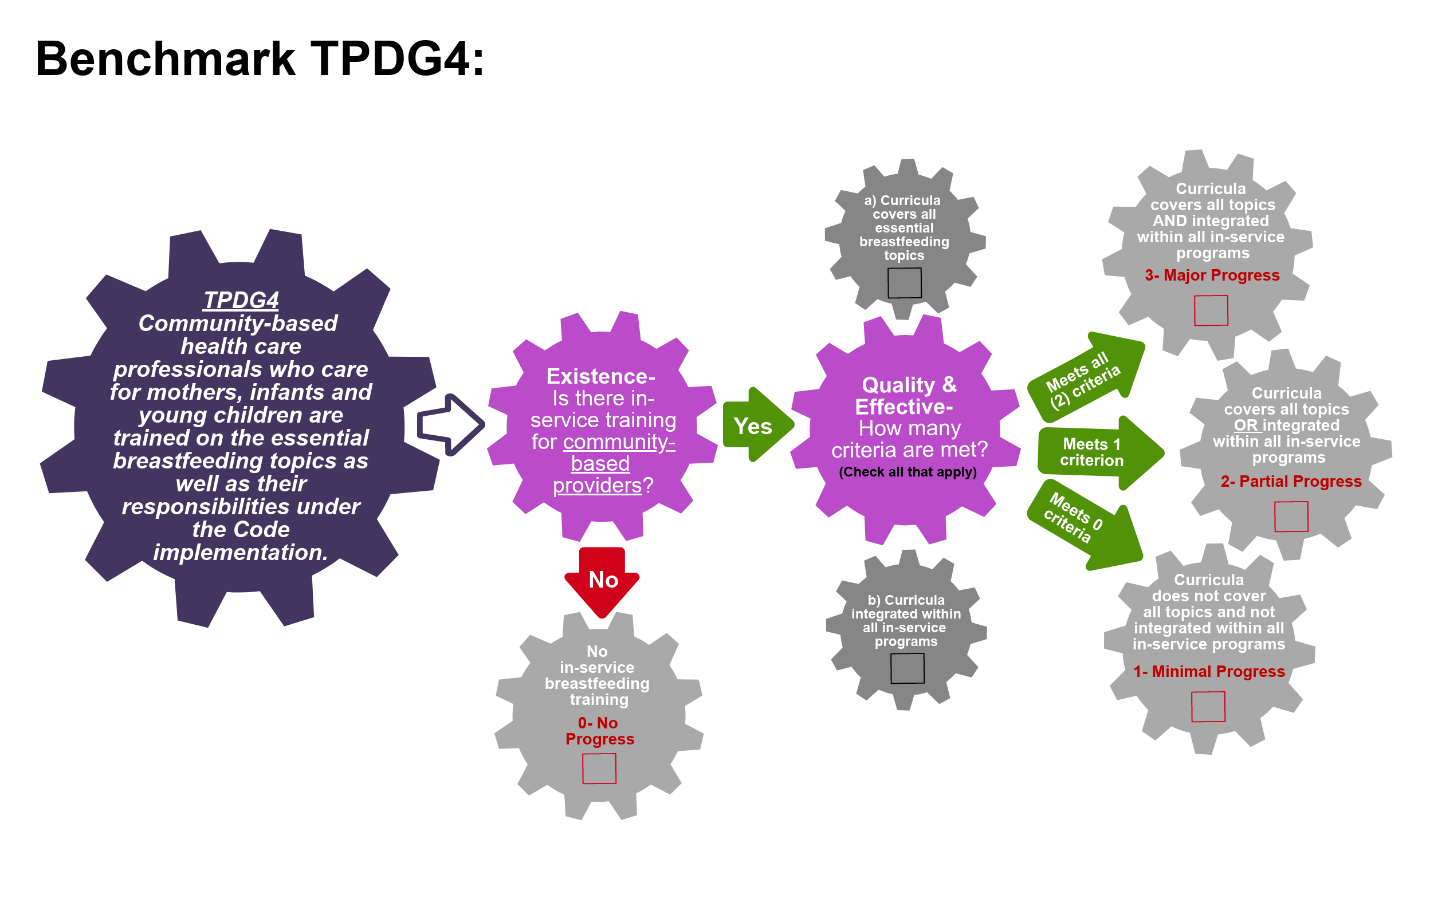 Benchmark TPDG4:
TPDG4
Community-based
health care
professionals who care
for mothers, infants and
young children are
trained on the essential
breastfeeding topics as
well as their
responsibilities under
the Code
implementation.
Existence-
Is there in-
service training
for community-
based
providers?
Yes
No
No
in-service
breastfeeding
training
0- No
Progress
a) Curricula
covers all
essential
breastfeeding
topics
Quality &
Effective-
How many
criteria are met?
(Check all that apply)
b) Curricula
integrated within
all in-service
programs
Meets all
(2) criteria
Meets 1
criterion
Meets 0
criteria
Curricula
covers all topics
AND integrated
within all in-service
programs
3- Major Progress
Curricula
covers all topics
OR integrated
within all in-service
programs
2- Partial Progress
Curricula
does not cover
all topics and not
integrated within all
in-service programs
1- Minimal Progress